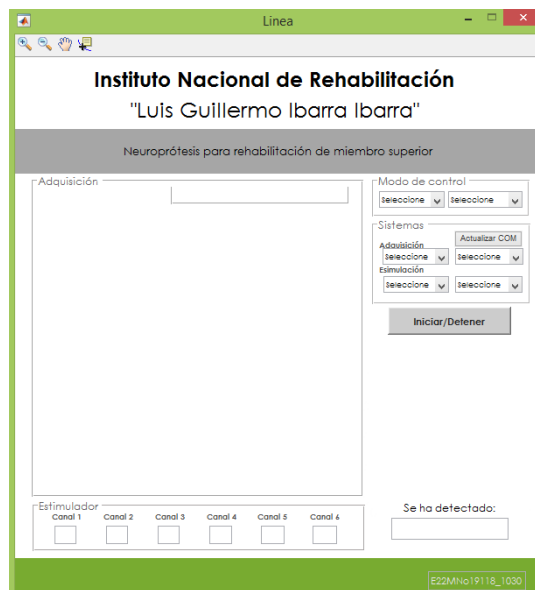 Linea
Instituto Nacional de Rehabilitación
"Luis Guillermo Ibarra Ibarra"
Neuroprótesis para rehabilitación de miembro superior
Adquisición
Modo de control
Seleccione Seleccione
Sistemas
Actualizar COM
Adquisición
Seleccione Seleccione
Esimulación
Seleccione Seleccione
Iniciar/Detener
Estimulador
Canal 1 Canal 2 Canal 3 Canal 4 Canal 5 Canal 6
Se ha detectado:
E22MNo19118_1030